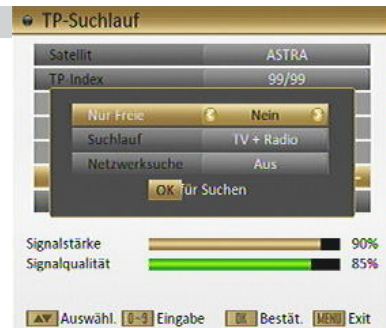 TP-Suchlauf
Satellit ASTRA
TP-Index 99/99
Nur Freie Nein
Suchlauf TV + Radio
Netzwerksuche Aus
OK für Suchen
Signalstärke 90%
Signalqualität 85%
Auswähl. 0-9 Eingabe OK Bestät. MENU Exit